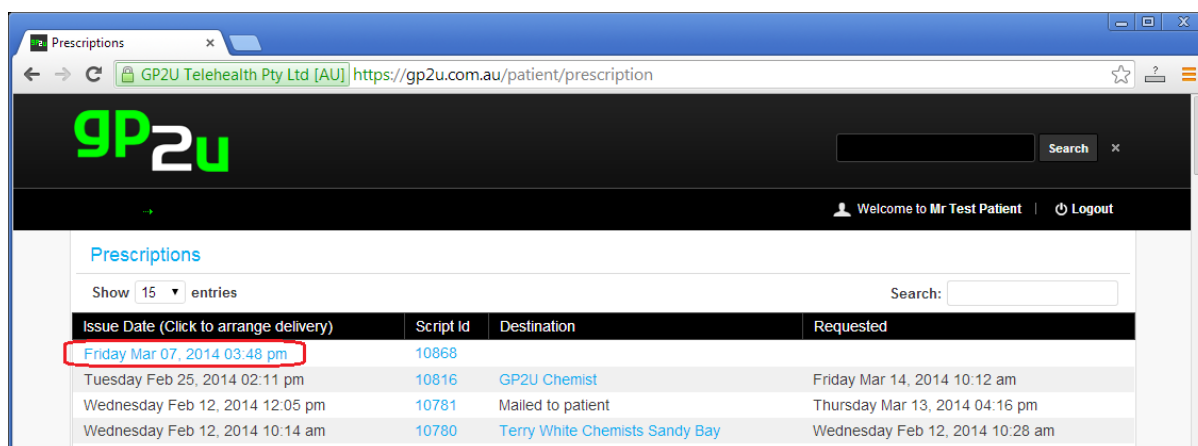 Prescriptions
GP2U Telehealth Pty Ltd [AU] https://gp2u.com.au/patient/prescription
gp2u
Search
Welcome to Mr Test Patient | Logout
Prescriptions
Show 15 entries Search:
Issue Date (Click to arrange delivery) Script Id Destination Requested
Friday Mar 07, 2014 03:48 pm 10868
Tuesday Feb 25, 2014 02:11 pm 10816 GP2U Chemist Friday Mar 14, 2014 10:12 am
Wednesday Feb 12, 2014 12:05 pm 10781 Mailed to patient Thursday Mar 13, 2014 04:16 pm
Wednesday Feb 12, 2014 10:14 am 10780 Terry White Chemists Sandy Bay Wednesday Feb 12, 2014 10:28 am